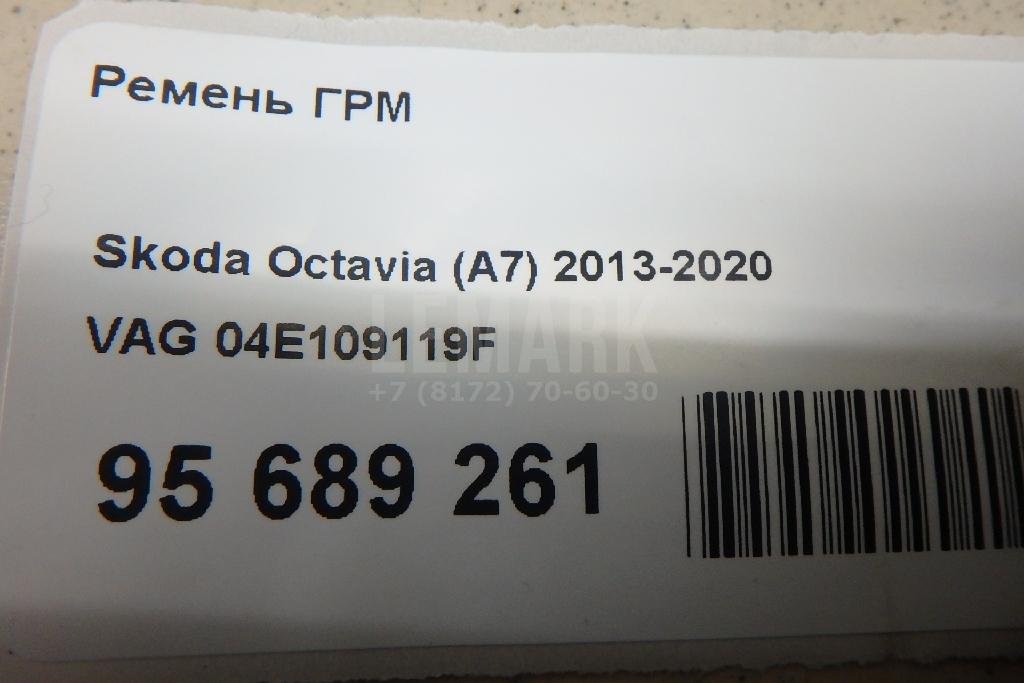 Ремень ГРМ
Skoda Octavia (A7) 2013-2020
VAG 04E109119F
LEMARK
+7 (8172) 70-60-30
95 689 261